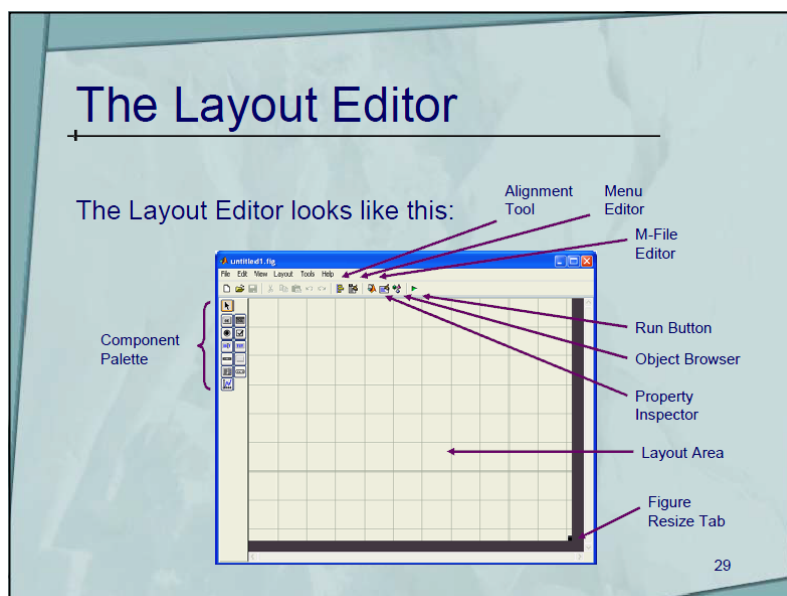 The Layout Editor
The Layout Editor looks like this:
Alignment
Tool
Menu
Editor
M-File
Editor
untitled1.fig
File Edit View Layout Tools Help
Component
Palette
Run Button
Object Browser
Property
Inspector
Layout Area
Figure
Resize Tab
29